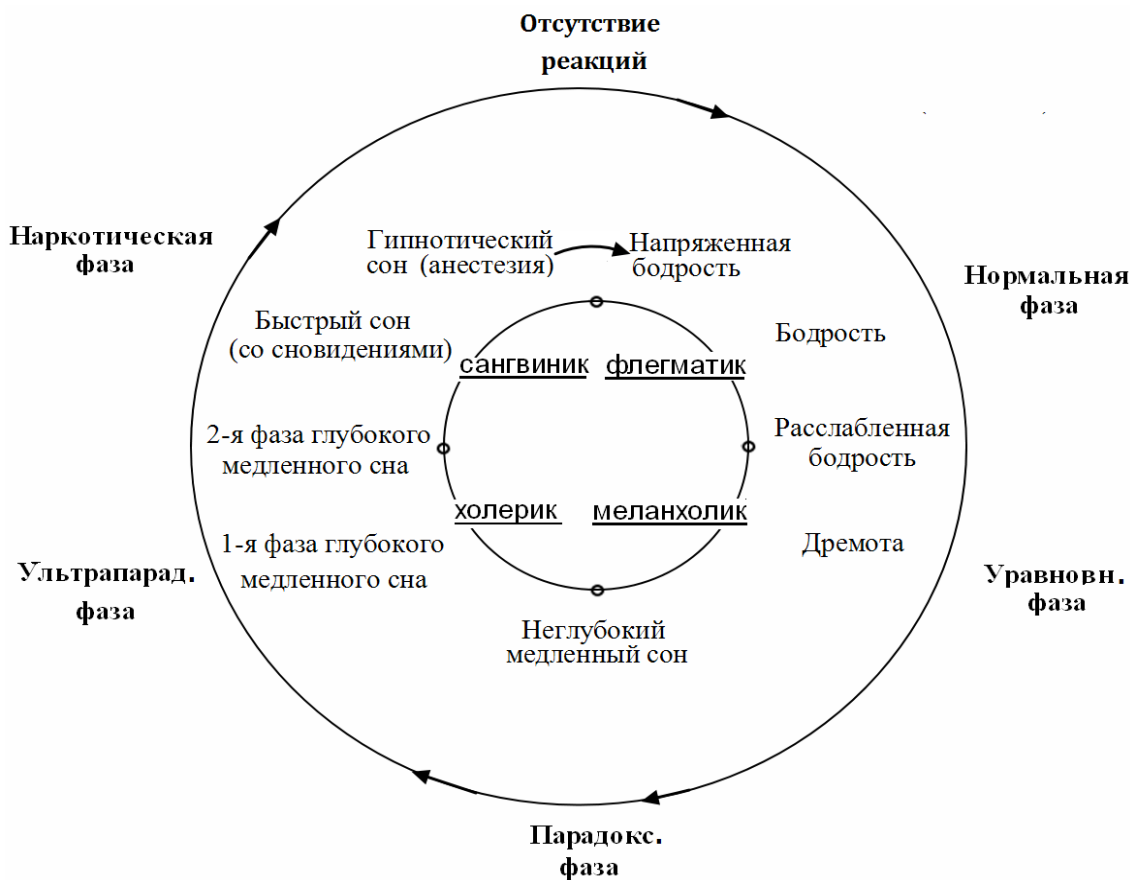 Отсутствие
реакций
Наркотическая
фаза
Гипнотический
сон (анестезия)
Напряженная
бодрость
Нормальная
фаза
Быстрый сон
(со сновидениями)
Бодрость
сангвиник
флегматик
2-я фаза глубокого
медленного сна
Расслабленная
бодрость
холерик
меланхолик
1-я фаза глубокого
медленного сна
Дремота
Ультрапарад.
фаза
Уравновн.
фаза
Неглубокий
медленный сон
Парадокс.
фаза